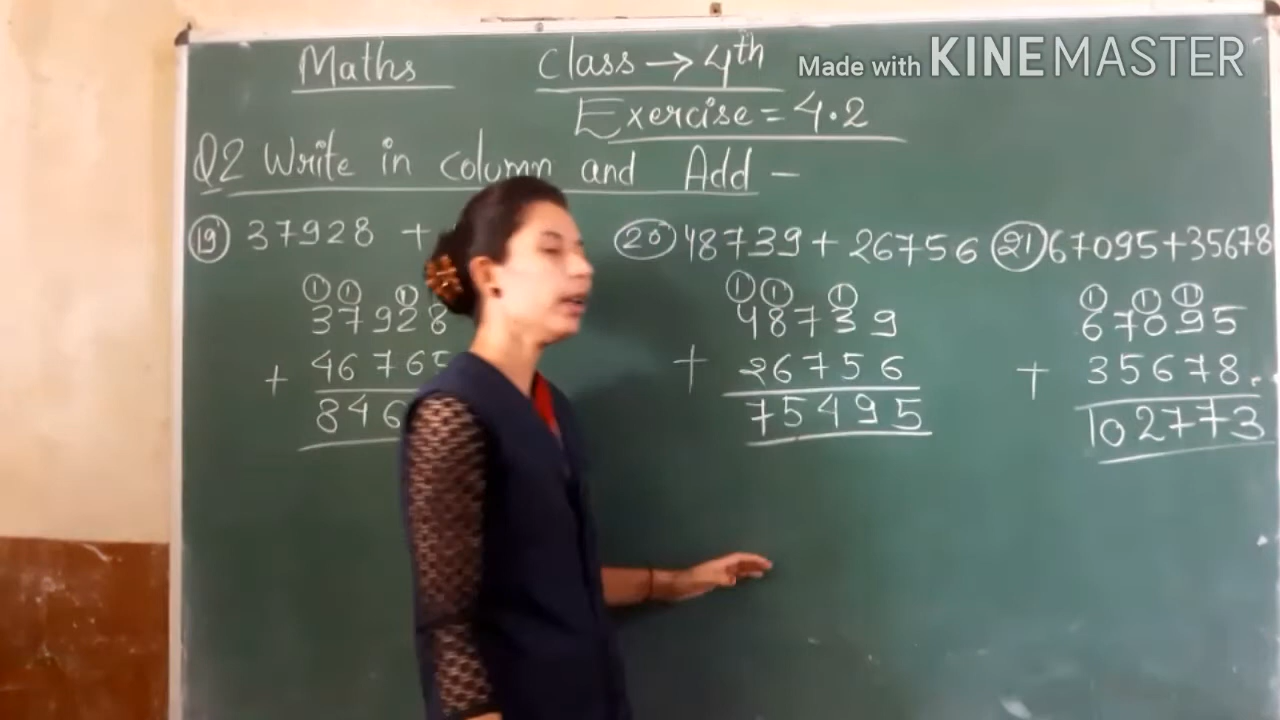 Maths Class → 4th
Made with KINEMASTER
Exercise = 4.2
Q2 Write in column and Add -
(19) 37928 +
(1) (1) (1)
37928
+ 46765
846
(20) 48739 + 26756
(1) (1) (1)
48739
+ 26756
75495
(21) 67095+35678
(1) (1) (1)
67095
+ 35678.
102773